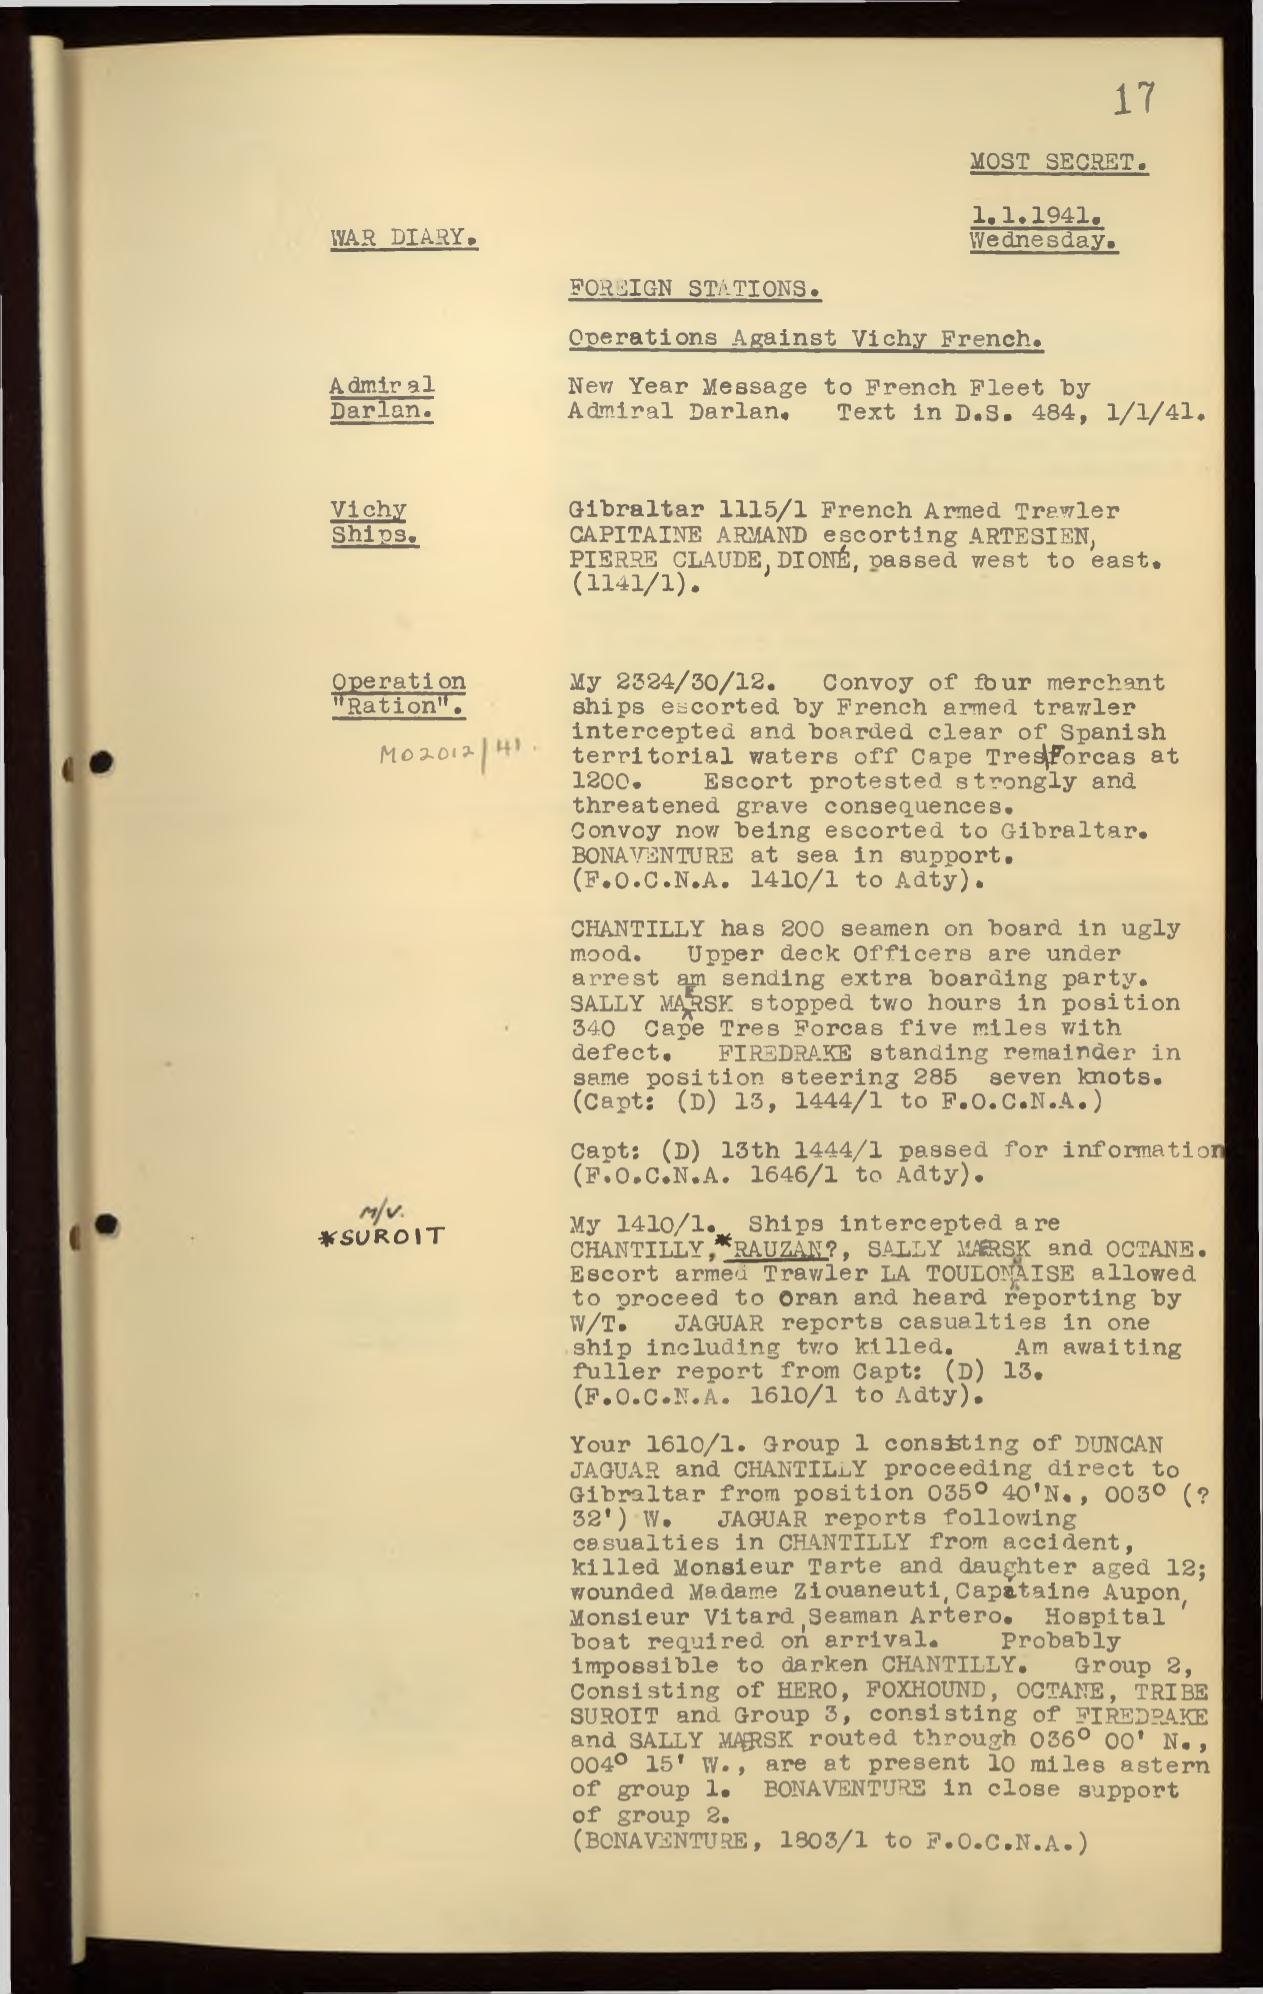 17
MOST SECRET.
1.1.1941.
Wednesday.
WAR DIARY.
FOREIGN STATIONS.
Operations Against Vichy French.
Admiral
Darlan.
New Year Message to French Fleet by
Admiral Darlan. Text in D.S. 484, 1/1/41.
Vichy
Ships.
Gibraltar 1115/1 French Armed Trawler
CAPITAINE ARMAND escorting ARTESIEN,
PIERRE CLAUDE, DIONÉ, passed west to east.
(1141/1).
Operation
"Ration".
M02012/41.
My 2324/30/12. Convoy of four merchant
ships escorted by French armed trawler
intercepted and boarded clear of Spanish
territorial waters off Cape Tres Forcas at
1200. Escort protested strongly and
threatened grave consequences.
Convoy now being escorted to Gibraltar.
BONAVENTURE at sea in support.
(F.O.C.N.A. 1410/1 to Adty).
CHANTILLY has 200 seamen on board in ugly
mood. Upper deck Officers are under
arrest am sending extra boarding party.
SALLY MAERSK stopped two hours in position
340 Cape Tres Forcas five miles with
defect. FIREDRAKE standing remainder in
same position steering 285 seven knots.
(Capt: (D) 13, 1444/1 to F.O.C.N.A.)
Capt: (D) 13th 1444/1 passed for information
(F.O.C.N.A. 1646/1 to Adty).
M/V.
*SUROIT
My 1410/1. Ships intercepted are
CHANTILLY,*RAUZAN?, SALLY MAERSK and OCTANE.
Escort armed Trawler LA TOULONNAISE allowed
to proceed to Oran and heard reporting by
W/T. JAGUAR reports casualties in one
ship including two killed. Am awaiting
fuller report from Capt: (D) 13.
(F.O.C.N.A. 1610/1 to Adty).
Your 1610/1. Group 1 consisting of DUNCAN
JAGUAR and CHANTILLY proceeding direct to
Gibraltar from position 035° 40'N., 003° (?
32') W. JAGUAR reports following
casualties in CHANTILLY from accident,
killed Monsieur Tarte and daughter aged 12;
wounded Madame Ziouaneuti, Capitaine Aupon,
Monsieur Vitard, Seaman Artero. Hospital
boat required on arrival. Probably
impossible to darken CHANTILLY. Group 2,
Consisting of HERO, FOXHOUND, OCTANE, TRIBE
SUROIT and Group 3, consisting of FIREDRAKE
and SALLY MAERSK routed through 036° 00' N.,
004° 15' W., are at present 10 miles astern
of group 1. BONAVENTURE in close support
of group 2.
(BONAVENTURE, 1803/1 to F.O.C.N.A.)